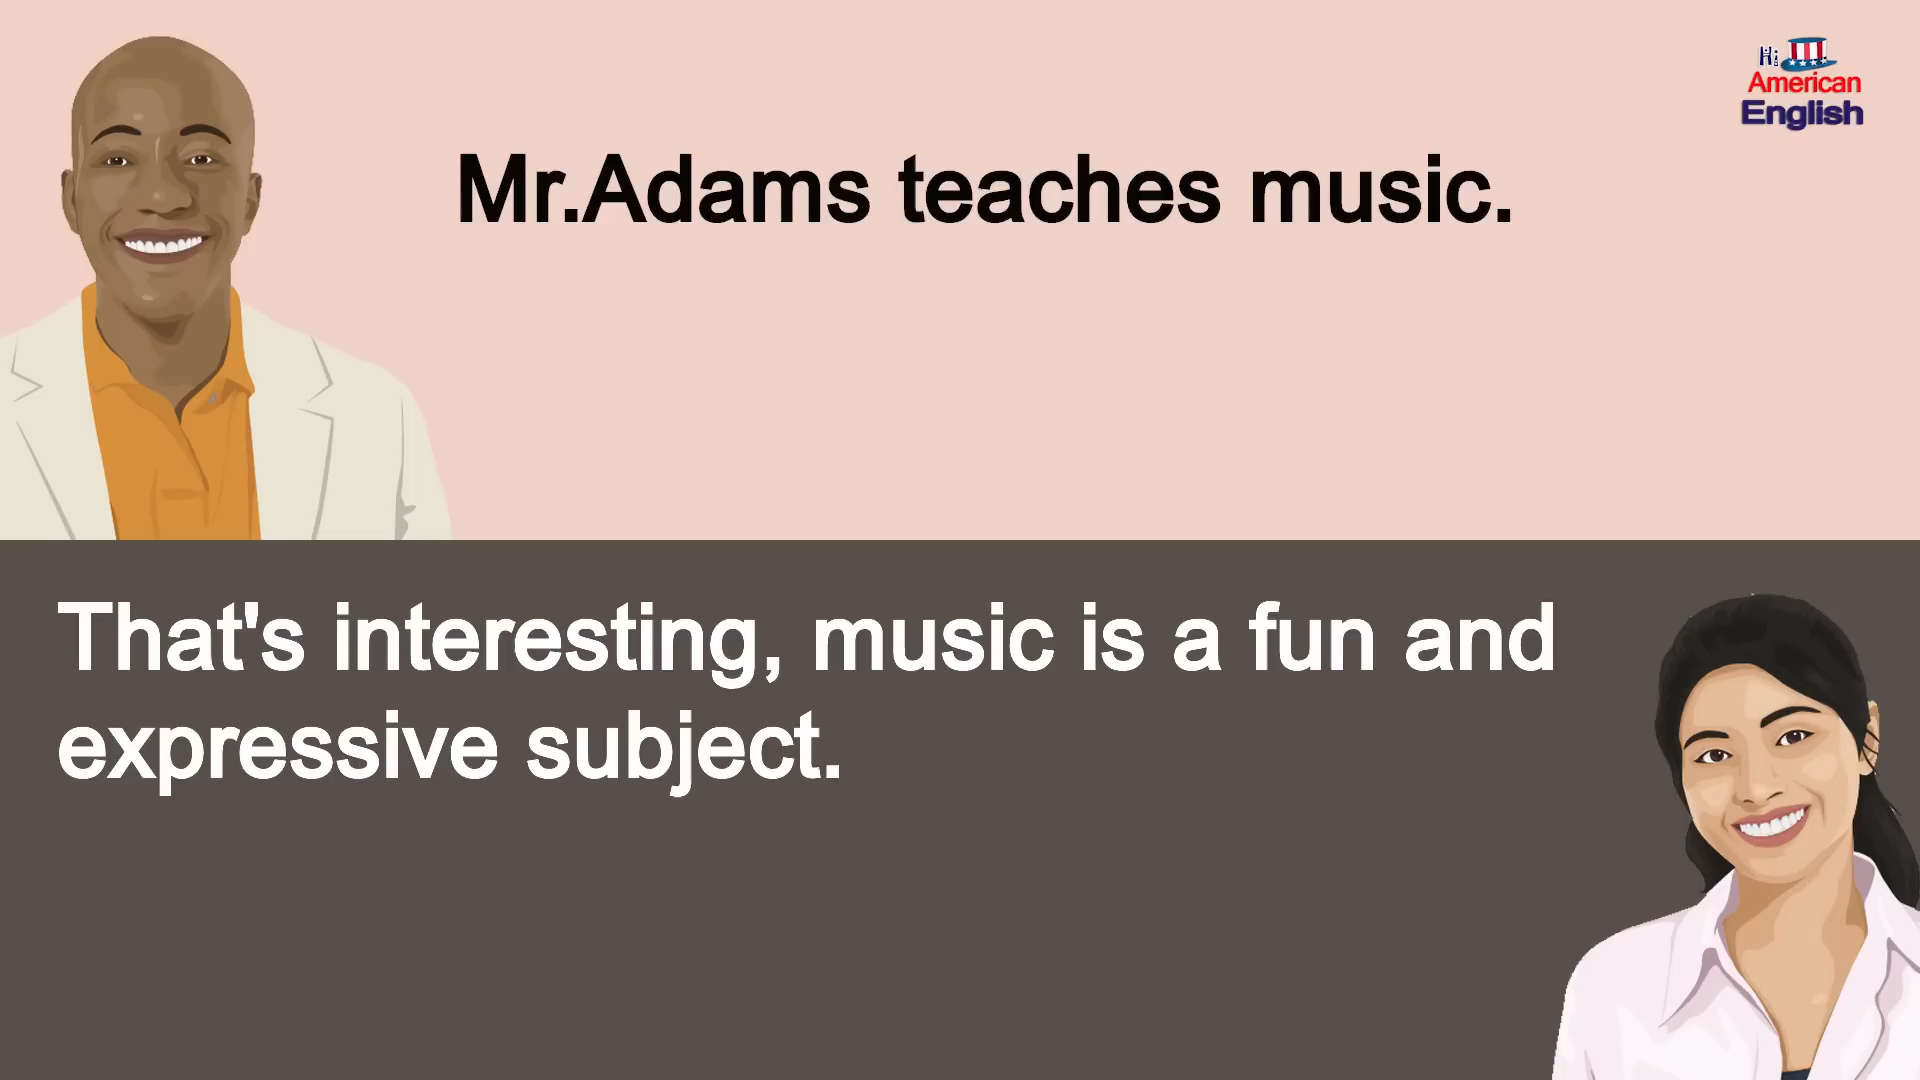 Hi
American
English
Mr.Adams teaches music.
That's interesting, music is a fun and
expressive subject.